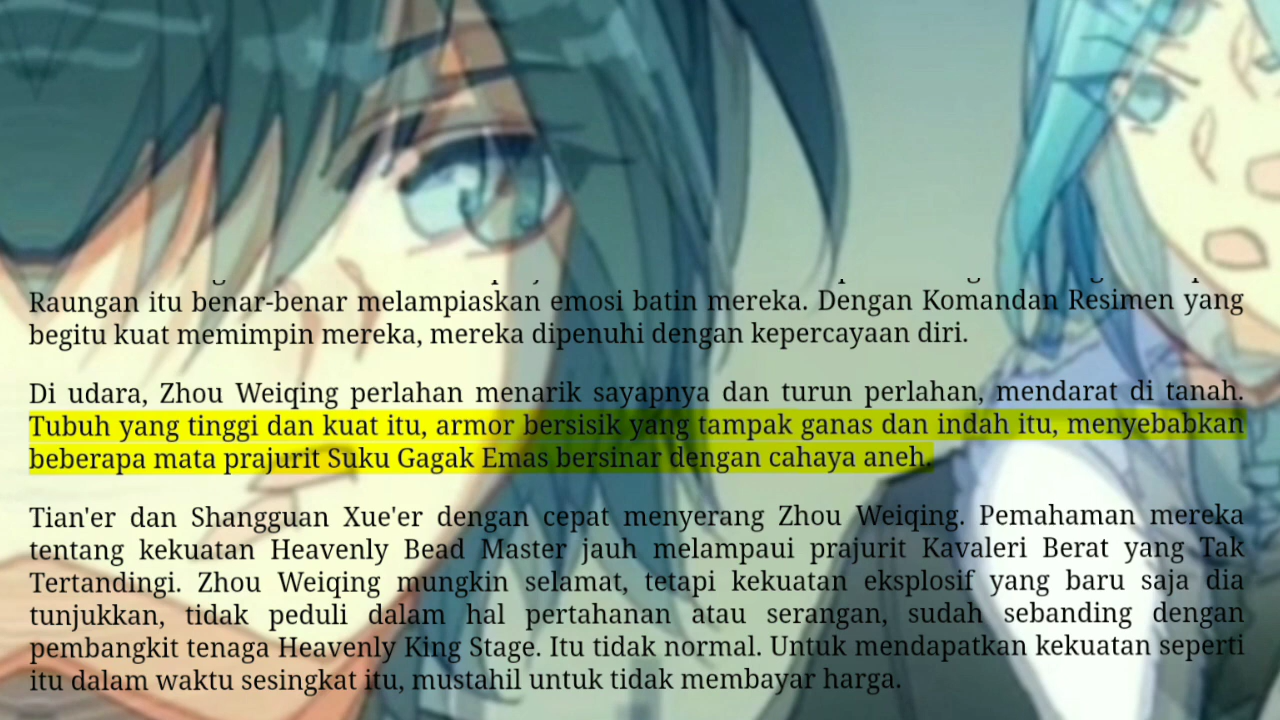 Raungan itu benar-benar melampiaskan emosi batin mereka. Dengan Komandan Resimen yang
begitu kuat memimpin mereka, mereka dipenuhi dengan kepercayaan diri.
Di udara, Zhou Weiqing perlahan menarik sayapnya dan turun perlahan, mendarat di tanah.
Tubuh yang tinggi dan kuat itu, armor bersisik yang tampak ganas dan indah itu, menyebabkan
beberapa mata prajurit Suku Gagak Emas bersinar dengan cahaya aneh.
Tian'er dan Shangguan Xue'er dengan cepat menyerang Zhou Weiqing. Pemahaman mereka
tentang kekuatan Heavenly Bead Master jauh melampaui prajurit Kavaleri Berat yang Tak
Tertandingi. Zhou Weiqing mungkin selamat, tetapi kekuatan eksplosif yang baru saja dia
tunjukkan, tidak peduli dalam hal pertahanan atau serangan, sudah sebanding dengan
pembangkit tenaga Heavenly King Stage. Itu tidak normal. Untuk mendapatkan kekuatan seperti
itu dalam waktu sesingkat itu, mustahil untuk tidak membayar harga.